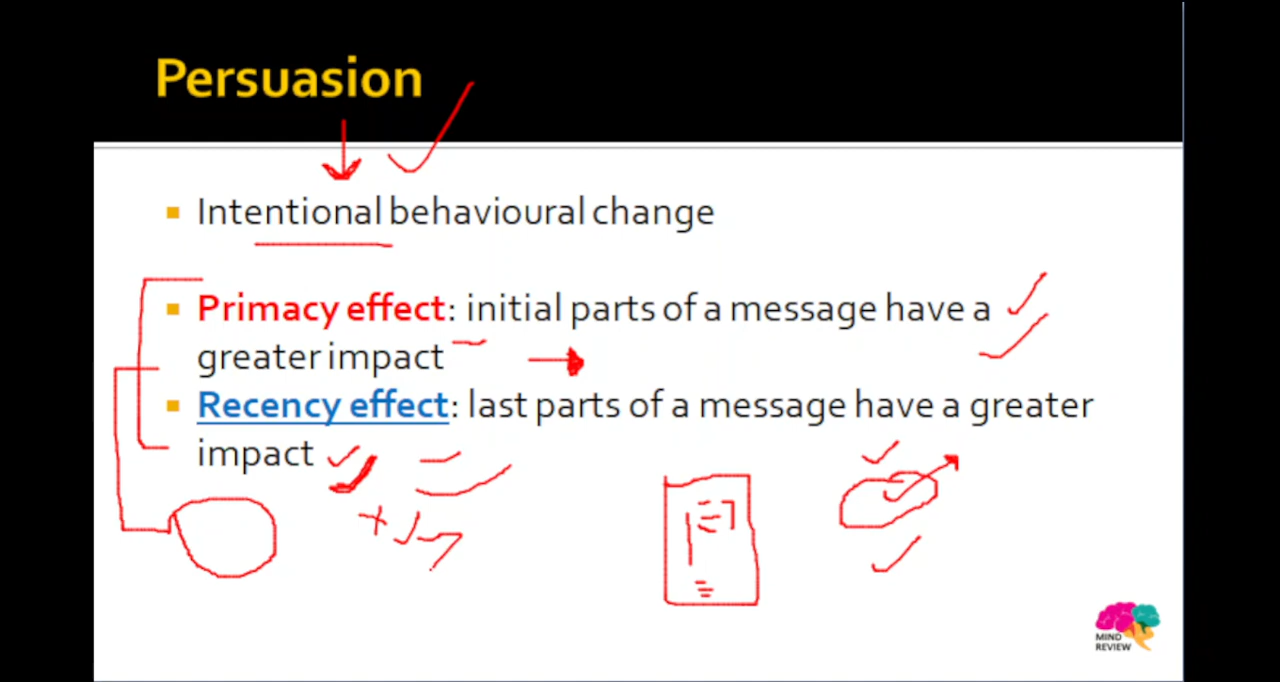 Persuasion
▪ Intentional behavioural change
▪ Primacy effect: initial parts of a message have a
greater impact
▪ Recency effect: last parts of a message have a greater
impact
MIND
REVIEW